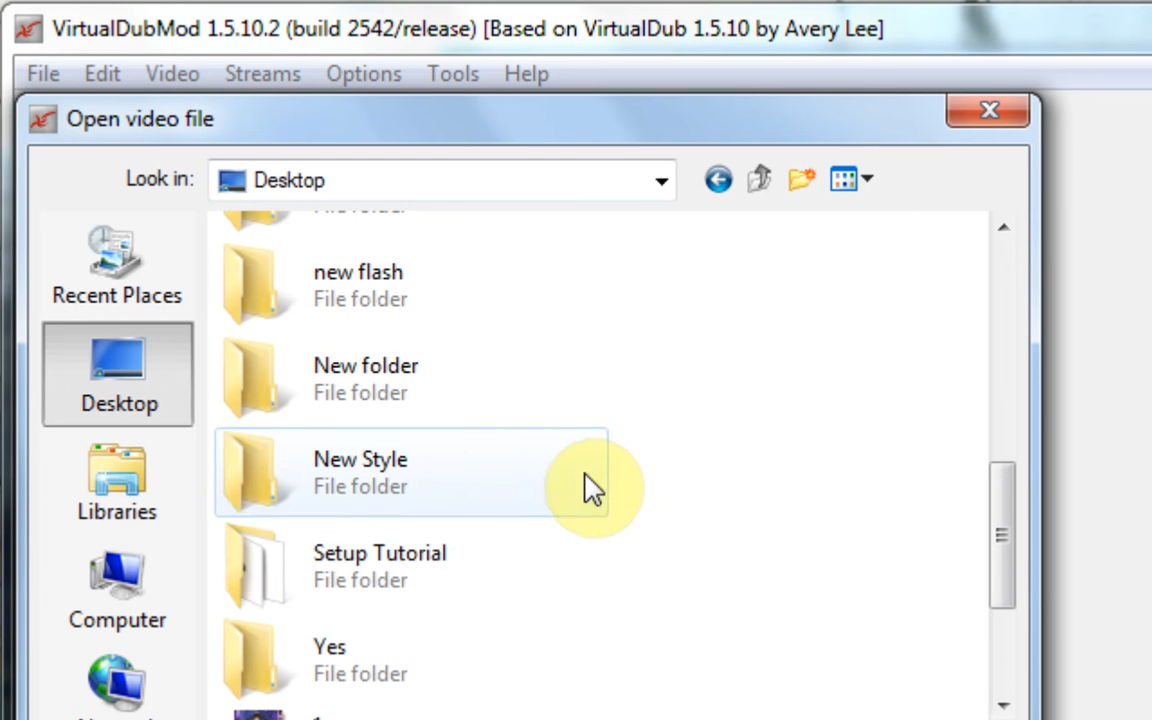 VirtualDubMod 1.5.10.2 (build 2542/release) [Based on VirtualDub 1.5.10 by Avery Lee]
File Edit Video Streams Options Tools Help
Open video file
Look in: Desktop
File folder
new flash
File folder
New folder
File folder
New Style
File folder
Setup Tutorial
File folder
Yes
File folder
Recent Places
Desktop
Libraries
Computer